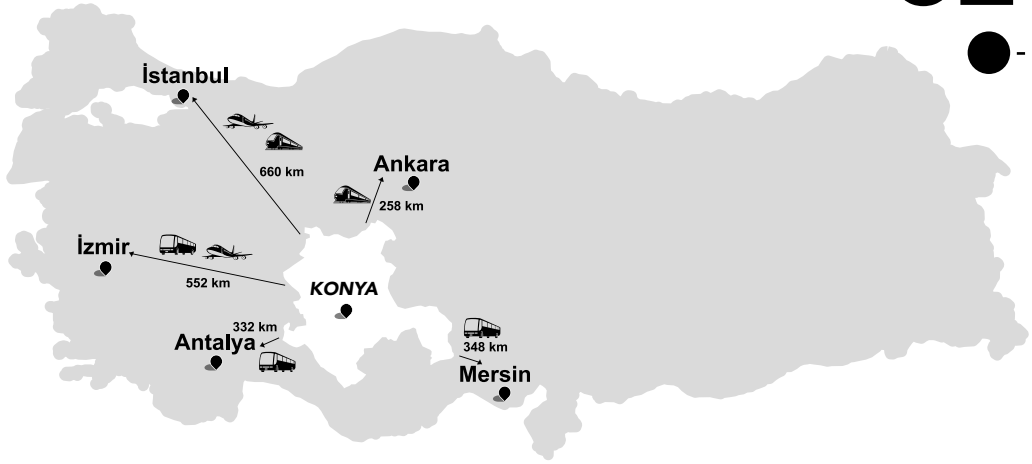 İstanbul
660 km
Ankara
258 km
İzmir
552 km
KONYA
332 km
Antalya
348 km
Mersin